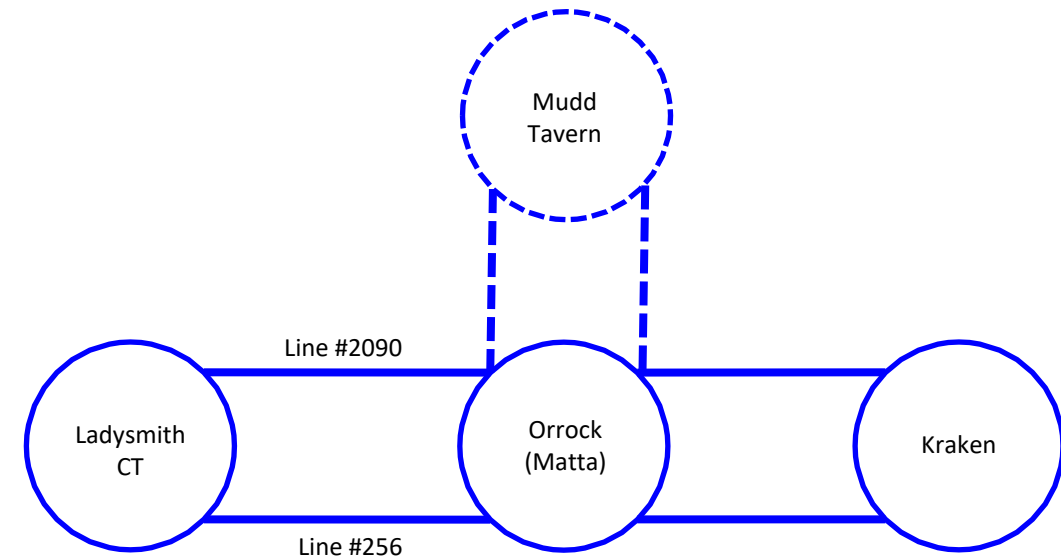 Mudd
Tavern
Line #2090
Ladysmith
CT
Orrock
(Matta)
Kraken
Line #256